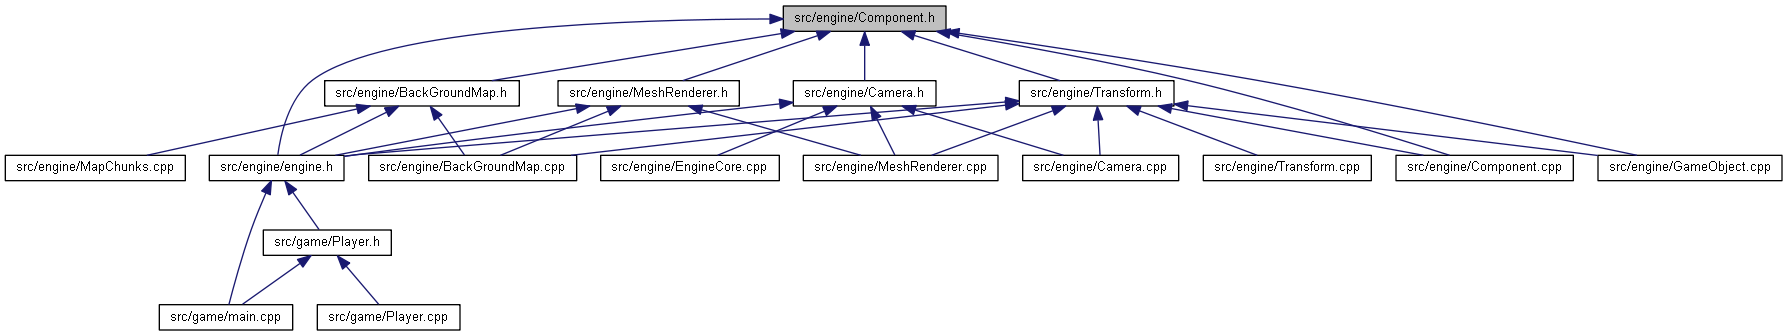 src/engine/Component.h
src/engine/BackGroundMap.h
src/engine/MeshRenderer.h
src/engine/Camera.h
src/engine/Transform.h
src/engine/MapChunks.cpp
src/engine/engine.h
src/engine/BackGroundMap.cpp
src/engine/EngineCore.cpp
src/engine/MeshRenderer.cpp
src/engine/Camera.cpp
src/engine/Transform.cpp
src/engine/Component.cpp
src/engine/GameObject.cpp
src/game/Player.h
src/game/main.cpp
src/game/Player.cpp